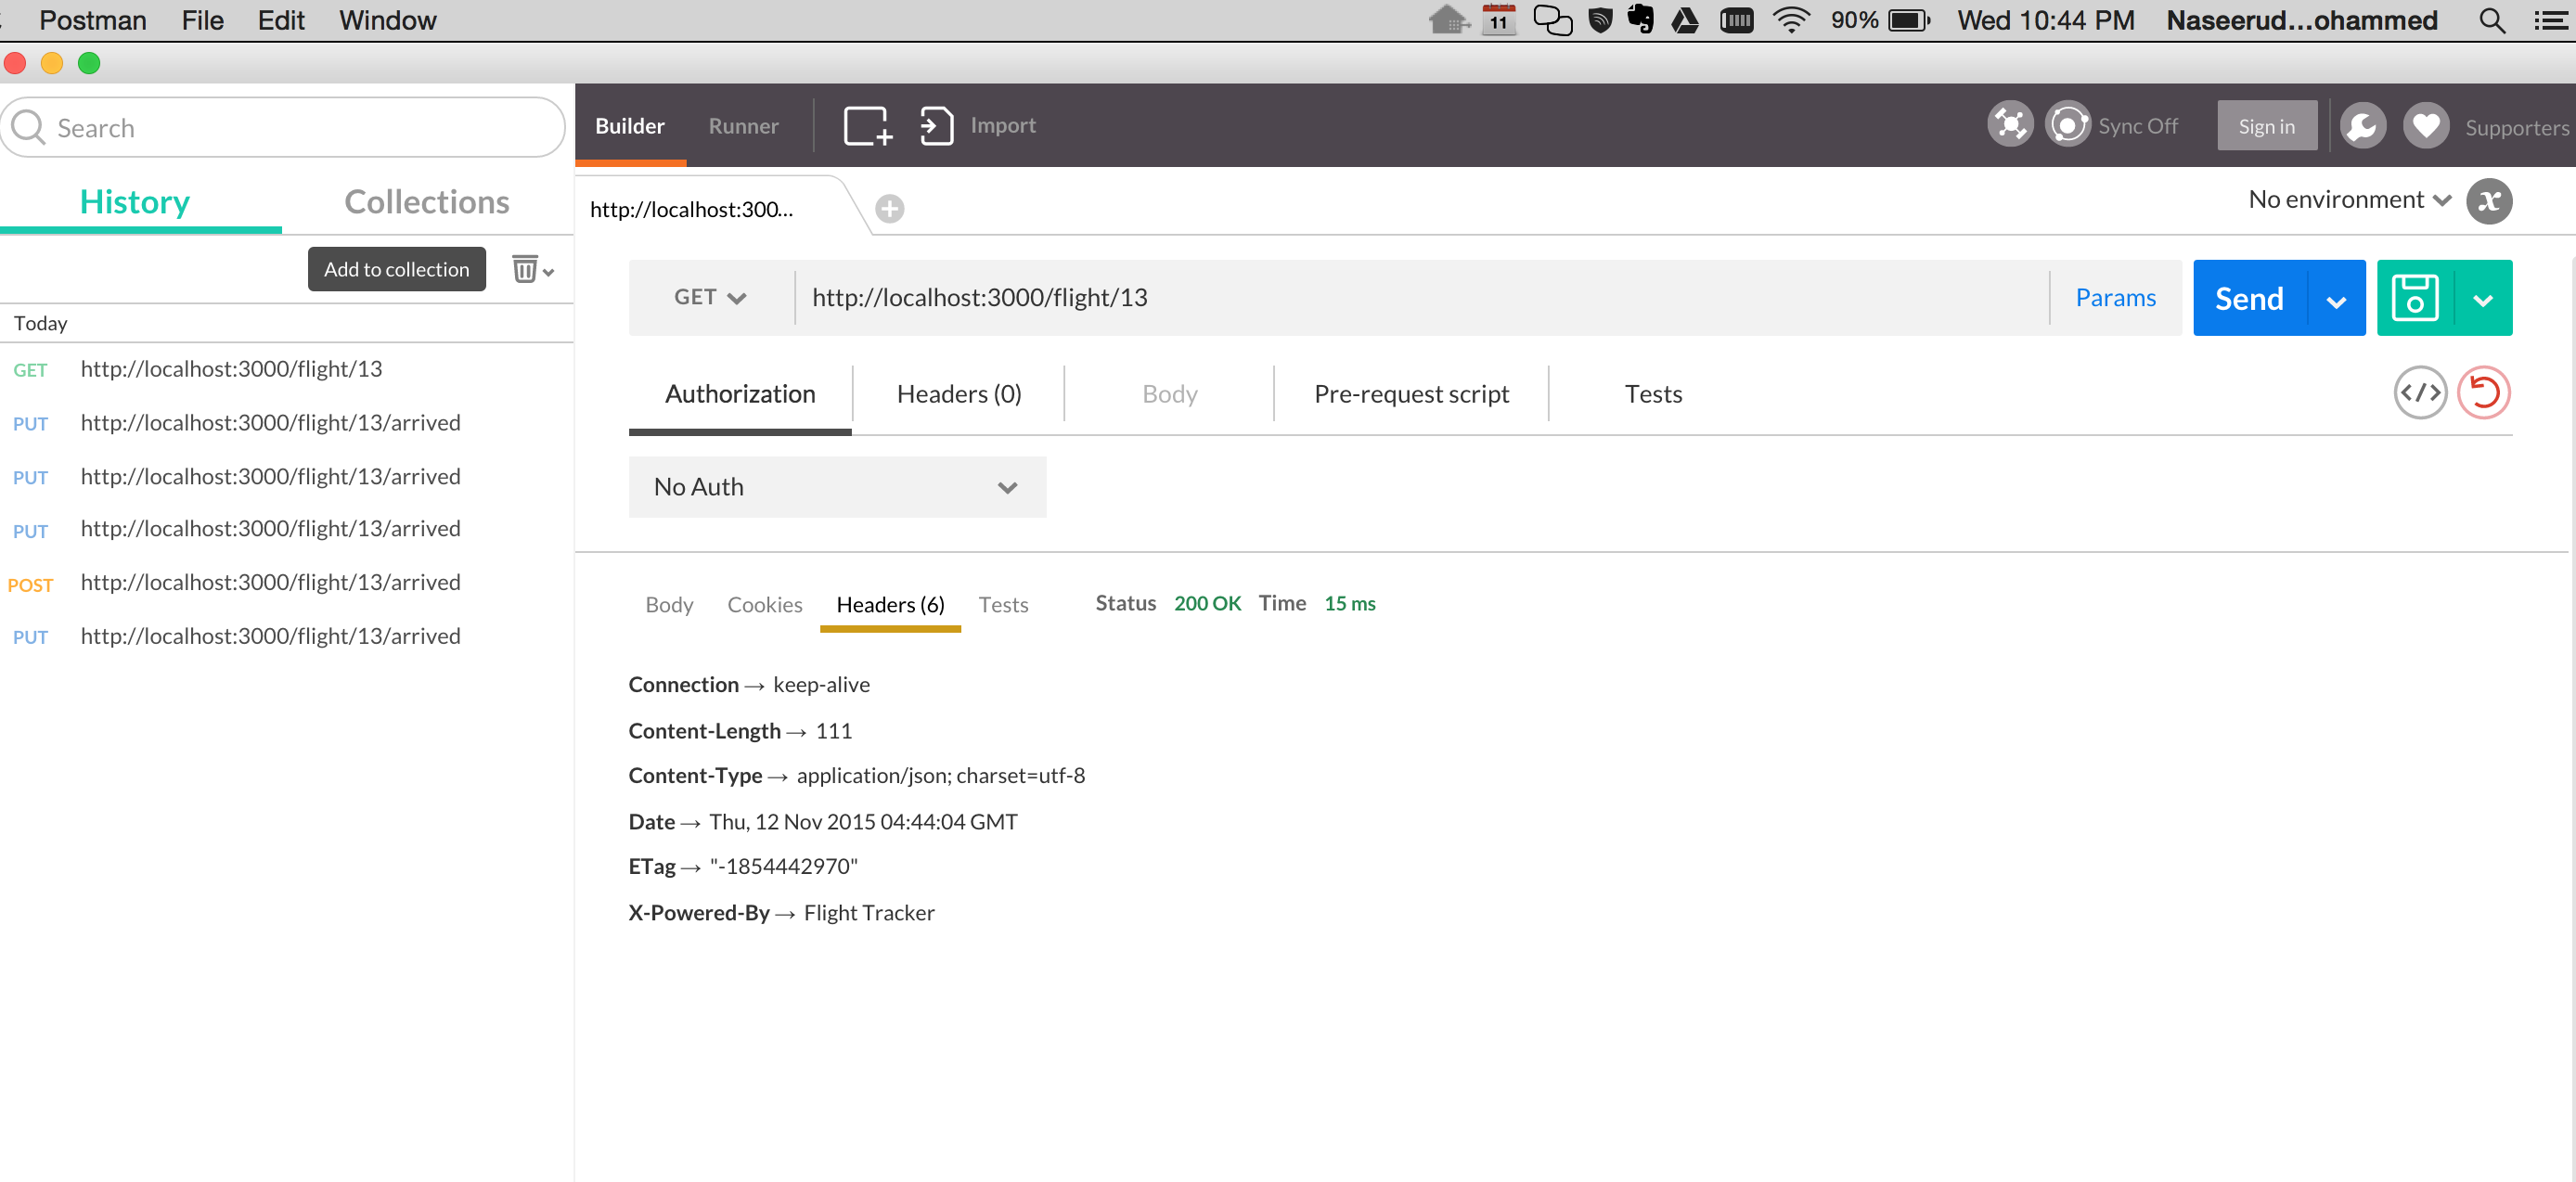 Postman File Edit Window 11 90% Wed 10:44 PM Naseerud...ohammed
Search
Builder Runner Import Sync Off Sign in Supporters
History Collections
http://localhost:300... No environment x
Add to collection
GET http://localhost:3000/flight/13 Params Send
Today
GET http://localhost:3000/flight/13
PUT http://localhost:3000/flight/13/arrived
PUT http://localhost:3000/flight/13/arrived
PUT http://localhost:3000/flight/13/arrived
POST http://localhost:3000/flight/13/arrived
PUT http://localhost:3000/flight/13/arrived
Authorization Headers (0) Body Pre-request script Tests </>
No Auth
Body Cookies Headers (6) Tests Status 200 OK Time 15 ms
Connection → keep-alive
Content-Length → 111
Content-Type → application/json; charset=utf-8
Date → Thu, 12 Nov 2015 04:44:04 GMT
ETag → "-1854442970"
X-Powered-By → Flight Tracker